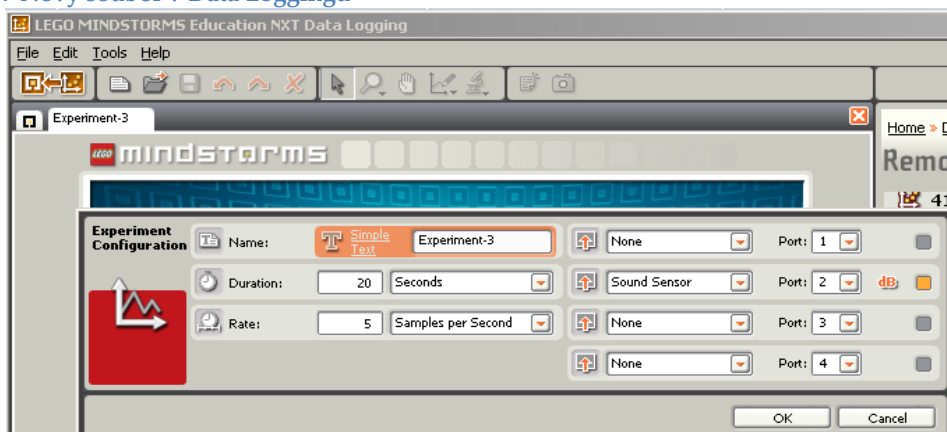 LEGO MINDSTORMS Education NXT Data Logging
File Edit Tools Help
Experiment-3
Home » D
LEGO mindstorms
Remo
41
Experiment
Configuration
Name: Simple Text Experiment-3
None Port: 1
Duration: 20 Seconds
Sound Sensor Port: 2 dB
Rate: 5 Samples per Second
None Port: 3
None Port: 4
OK Cancel